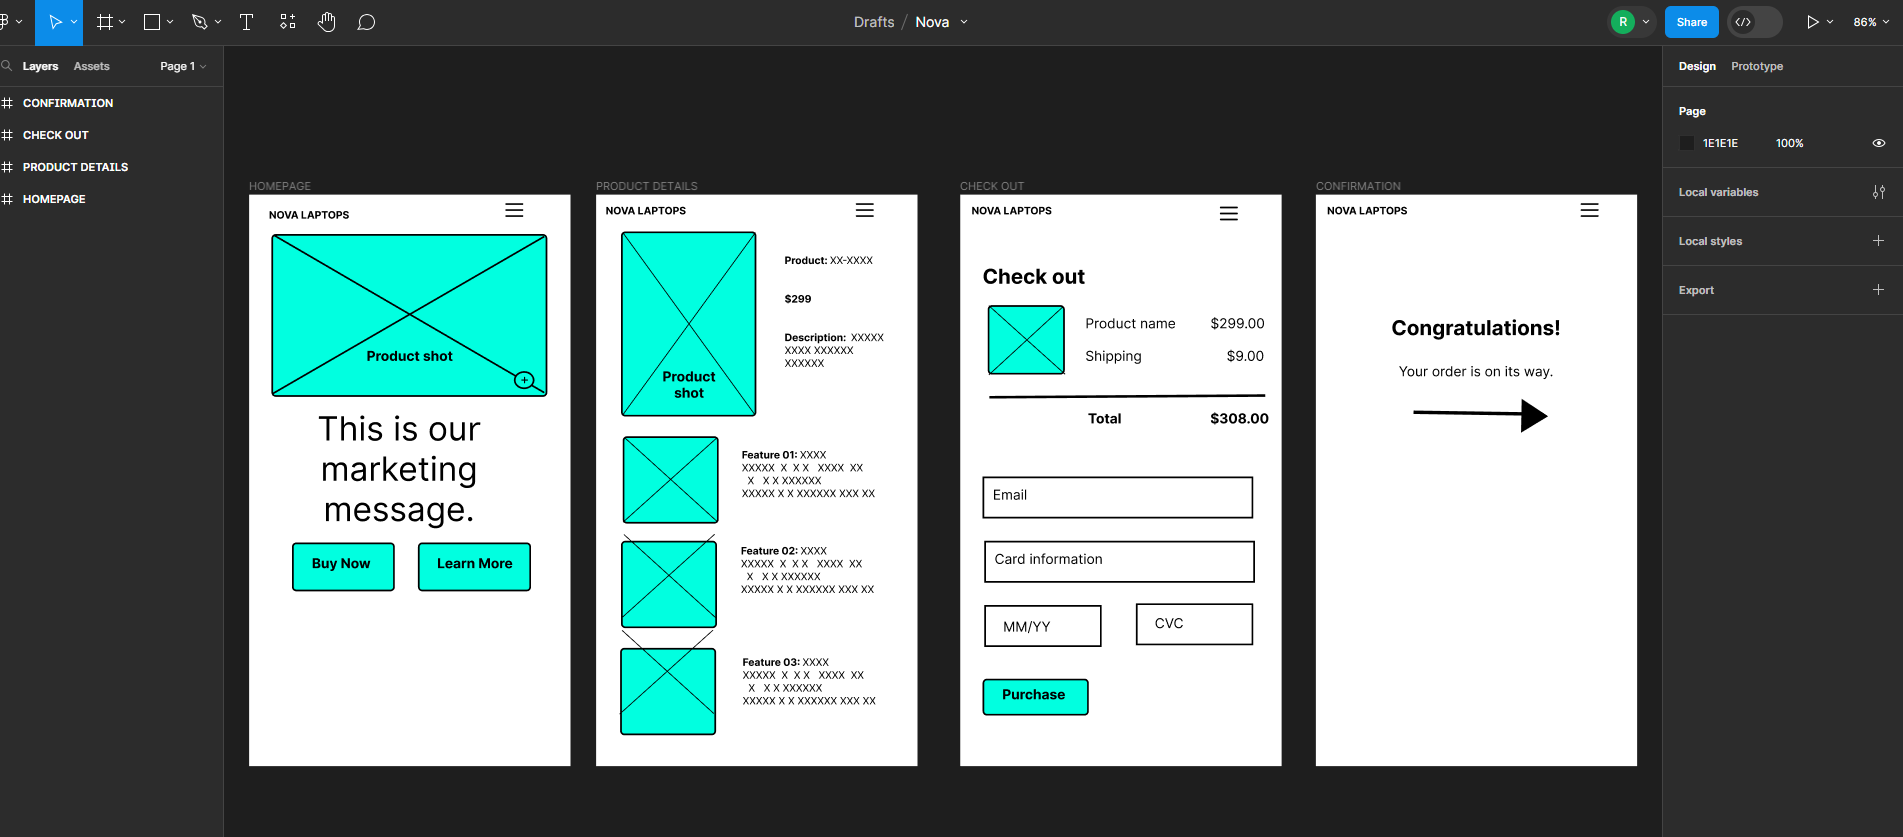 Drafts / Nova
R
Share
86%
Layers
Assets
Page 1
CONFIRMATION
CHECK OUT
PRODUCT DETAILS
HOMEPAGE
HOMEPAGE
NOVA LAPTOPS
Product shot
This is our
marketing
message.
Buy Now
Learn More
PRODUCT DETAILS
NOVA LAPTOPS
Product
shot
Product: XX-XXXX
$299
Description: XXXXX
XXXX XXXXXX
XXXXXX
Feature 01: XXXX
XXXXX X X X XXXX XX
X X X XXXXXX
XXXXX X X XXXXXX XXX XX
Feature 02: XXXX
XXXXX X X X XXXX XX
X X X XXXXXX
XXXXX X X XXXXXX XXX XX
Feature 03: XXXX
XXXXX X X X XXXX XX
X X X XXXXXX
XXXXX X X XXXXXX XXX XX
CHECK OUT
NOVA LAPTOPS
Check out
Product name $299.00
Shipping $9.00
Total $308.00
Email
Card information
MM/YY
CVC
Purchase
CONFIRMATION
NOVA LAPTOPS
Congratulations!
Your order is on its way.
Design
Prototype
Page
1E1E1E 100%
Local variables
Local styles
Export